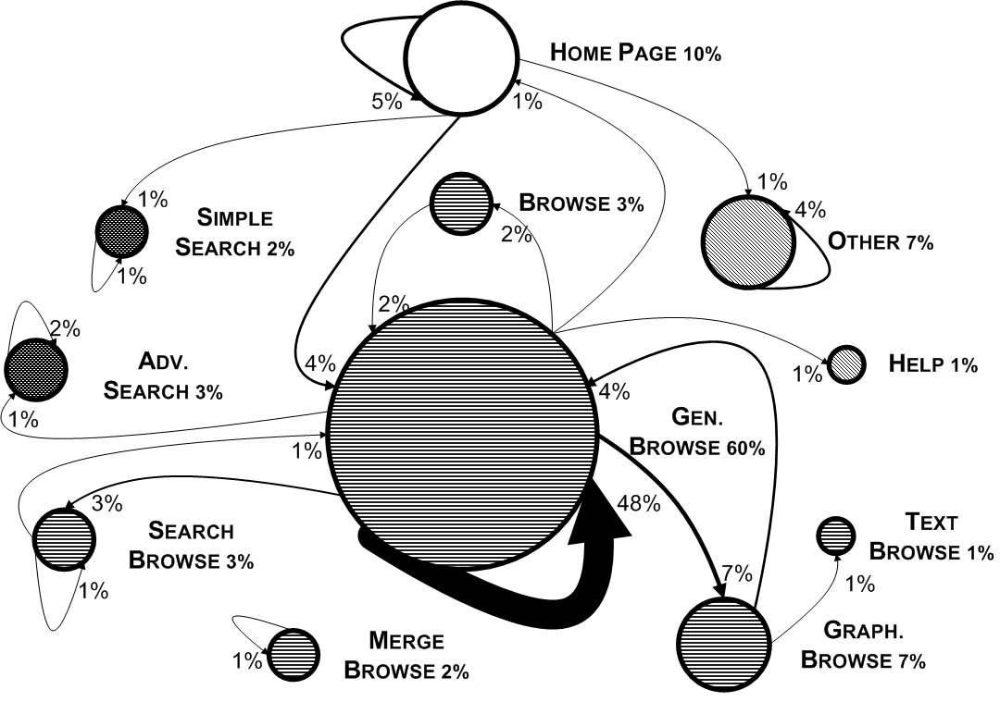 HOME PAGE 10%
5%
1%
1%
1%
4%
SIMPLE
SEARCH 2%
1%
BROWSE 3%
2%
OTHER 7%
2%
2%
ADV.
SEARCH 3%
1%
4%
4%
1%
HELP 1%
GEN.
BROWSE 60%
1%
3%
48%
SEARCH
BROWSE 3%
1%
TEXT
BROWSE 1%
7%
1%
MERGE
BROWSE 2%
1%
GRAPH.
BROWSE 7%